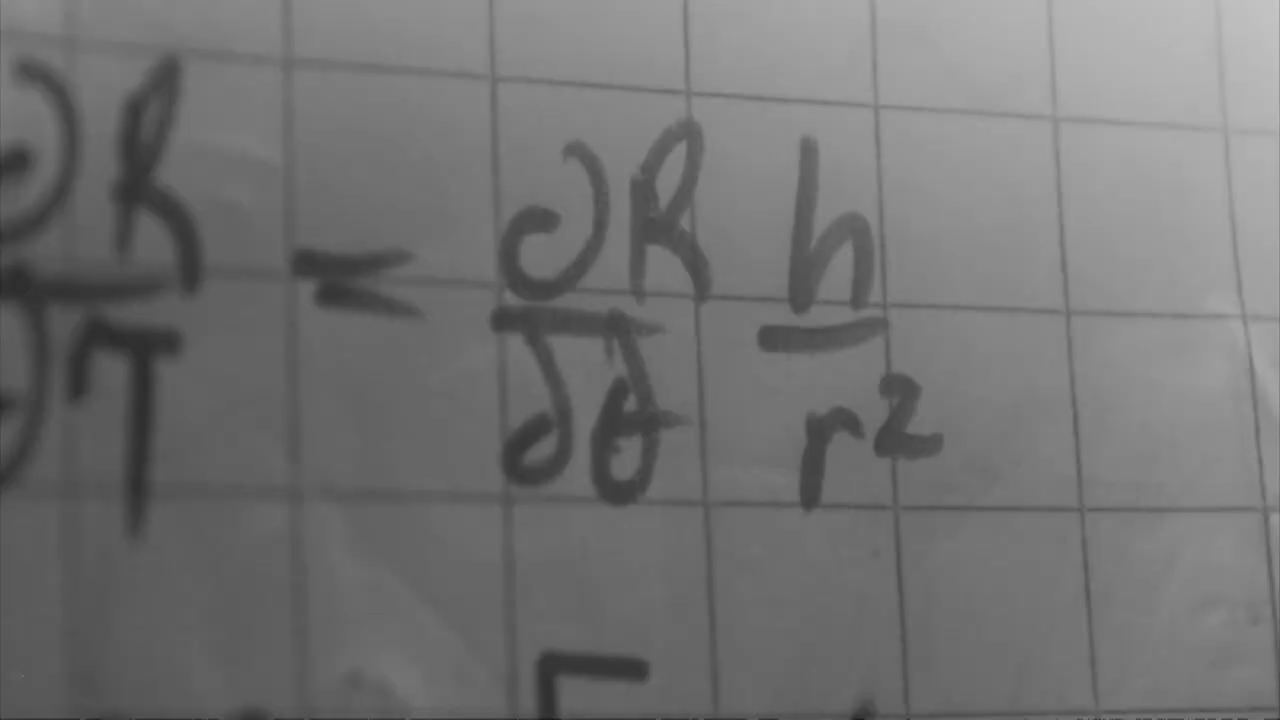 ∂R/∂T = ∂R/∂θ h/r²